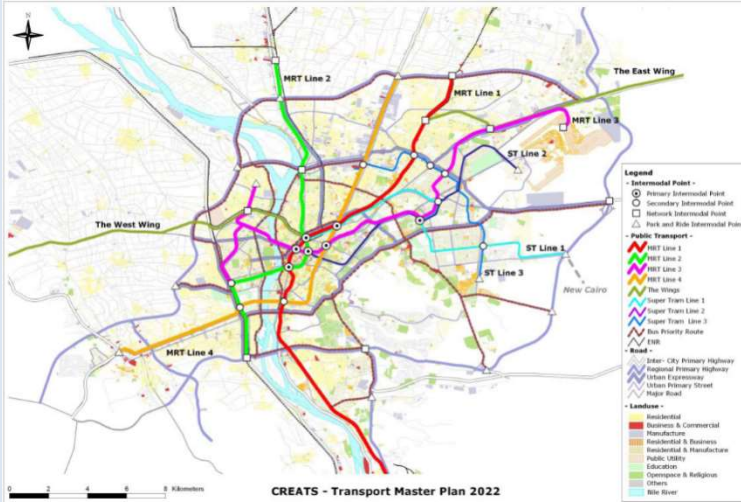 N
MRT Line 2
MRT Line 1
The East Wing
MRT Line 3
ST Line 2
The West Wing
ST Line 1
ST Line 3
New Cairo
MRT Line 4
Legend
- Intermodal Point -
Primary Intermodal Point
Secondary Intermodal Point
Network Intermodal Point
Park and Ride Intermodal Point
- Public Transport -
MRT Line 1
MRT Line 2
MRT Line 3
MRT Line 4
The Wings
Super Tram Line 1
Super Tram Line 2
Super Tram Line 3
Bus Priority Route
ENR
- Road -
Inter- City Primary Highway
Regional Primary Highway
Urban Expressway
Urban Primary Street
Major Road
- Landuse -
Residential
Business & Commercial
Manufacture
Residential & Business
Residential & Manufacture
Public Utility
Education
Openspace & Religious
Others
Nile River
0 2 4 6 8 Kilometers
CREATS - Transport Master Plan 2022